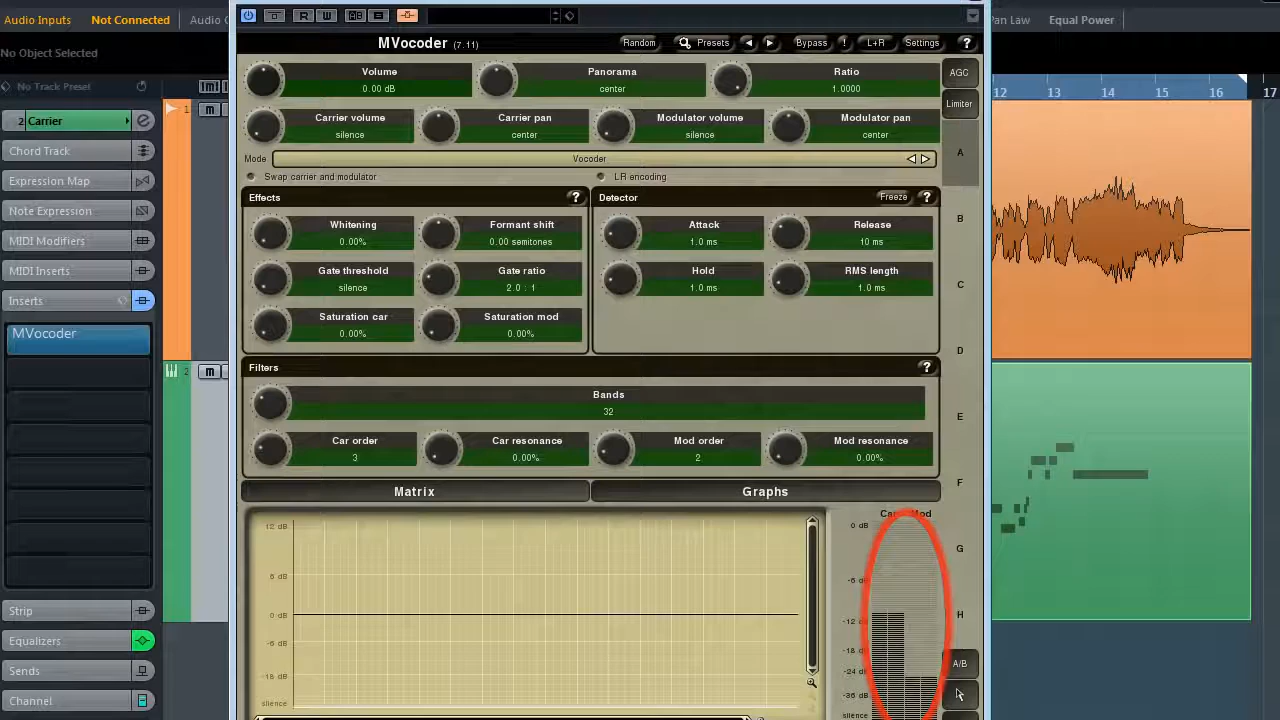 Audio Inputs Not Connected Audio C Pan Law Equal Power
R W AB
No Object Selected
MVocoder (7.11) Random Presets Bypass ! L+R Settings ?
No Track Preset
Volume 0.00 dB Panorama center Ratio 1.0000 AGC
12 13 14 15 16 17
2 Carrier
1 m
Limiter
Carrier volume silence Carrier pan center Modulator volume silence Modulator pan center
Chord Track
Mode Vocoder
A
Expression Map
Swap carrier and modulator LR encoding
Effects ? Detector Freeze ?
Note Expression
B
Whitening 0.00% Formant shift 0.00 semitones Attack 1.0 ms Release 10 ms
MIDI Modifiers
MIDI Inserts
Gate threshold silence Gate ratio 2.0 : 1 Hold 1.0 ms RMS length 1.0 ms
C
Inserts
Saturation car 0.00% Saturation mod 0.00%
MVocoder
D
Filters ?
2 m
Bands
32
E
Car order 3 Car resonance 0.00% Mod order 2 Mod resonance 0.00%
F
Matrix Graphs
Mod
12 dB 0 dB
G
6 dB -6 dB
Strip
0 dB -12 dB
H
Equalizers
-6 dB -18 dB
A/B
Sends
-18 dB -24 dB
-36 dB
Channel
silence silence